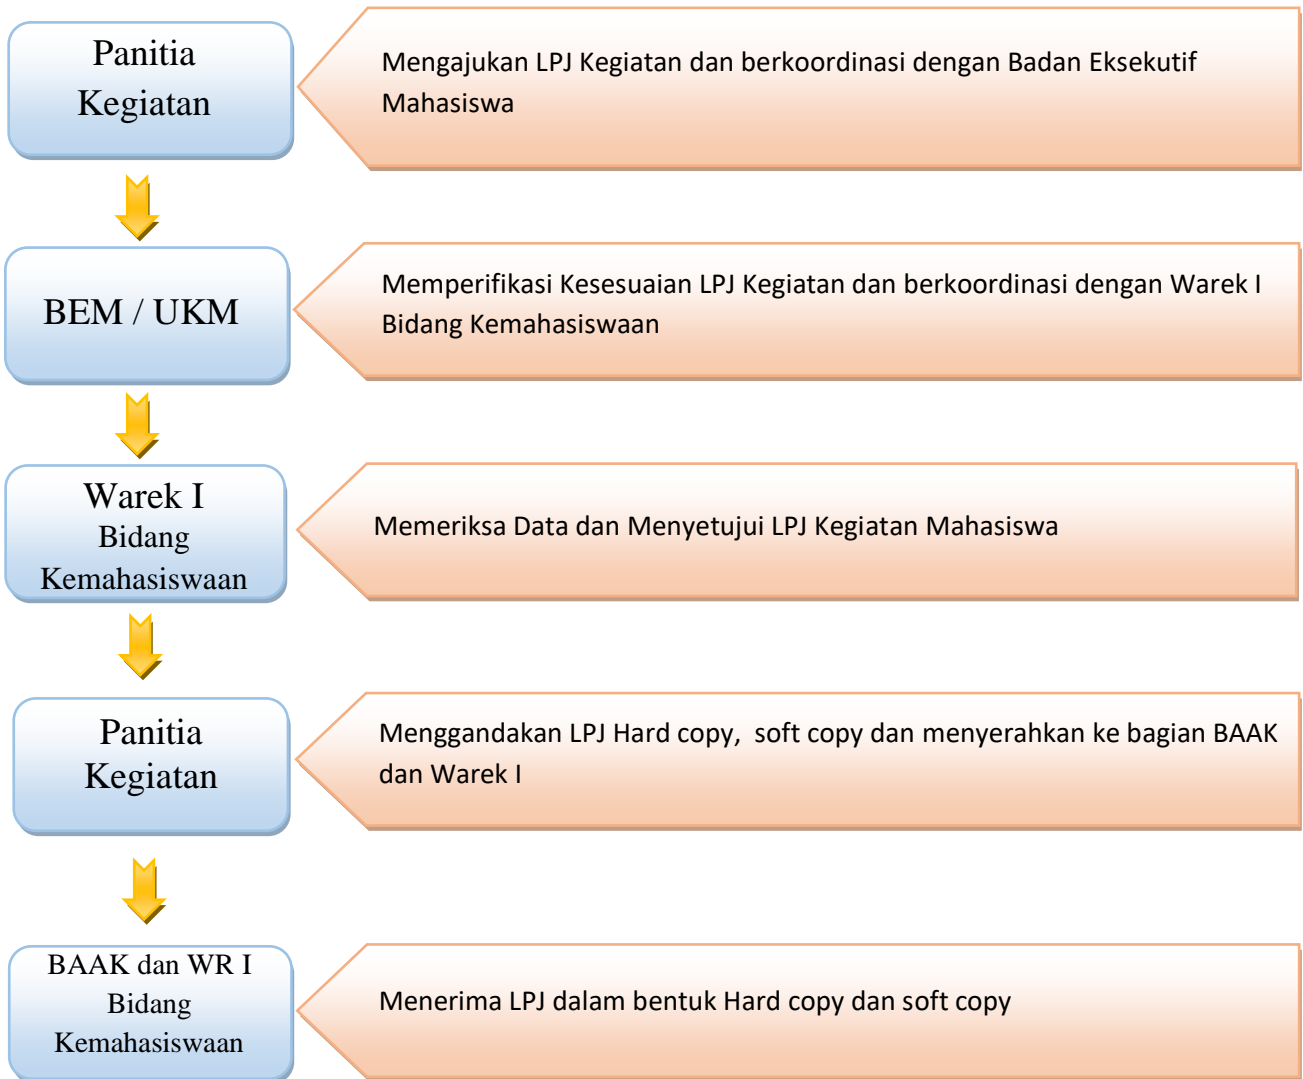 Panitia
Kegiatan
Mengajukan LPJ Kegiatan dan berkoordinasi dengan Badan Eksekutif
Mahasiswa
BEM / UKM
Memperifikasi Kesesuaian LPJ Kegiatan dan berkoordinasi dengan Warek I
Bidang Kemahasiswaan
Warek I
Bidang
Kemahasiswaan
Memeriksa Data dan Menyetujui LPJ Kegiatan Mahasiswa
Panitia
Kegiatan
Menggandakan LPJ Hard copy, soft copy dan menyerahkan ke bagian BAAK
dan Warek I
BAAK dan WR I
Bidang
Kemahasiswaan
Menerima LPJ dalam bentuk Hard copy dan soft copy